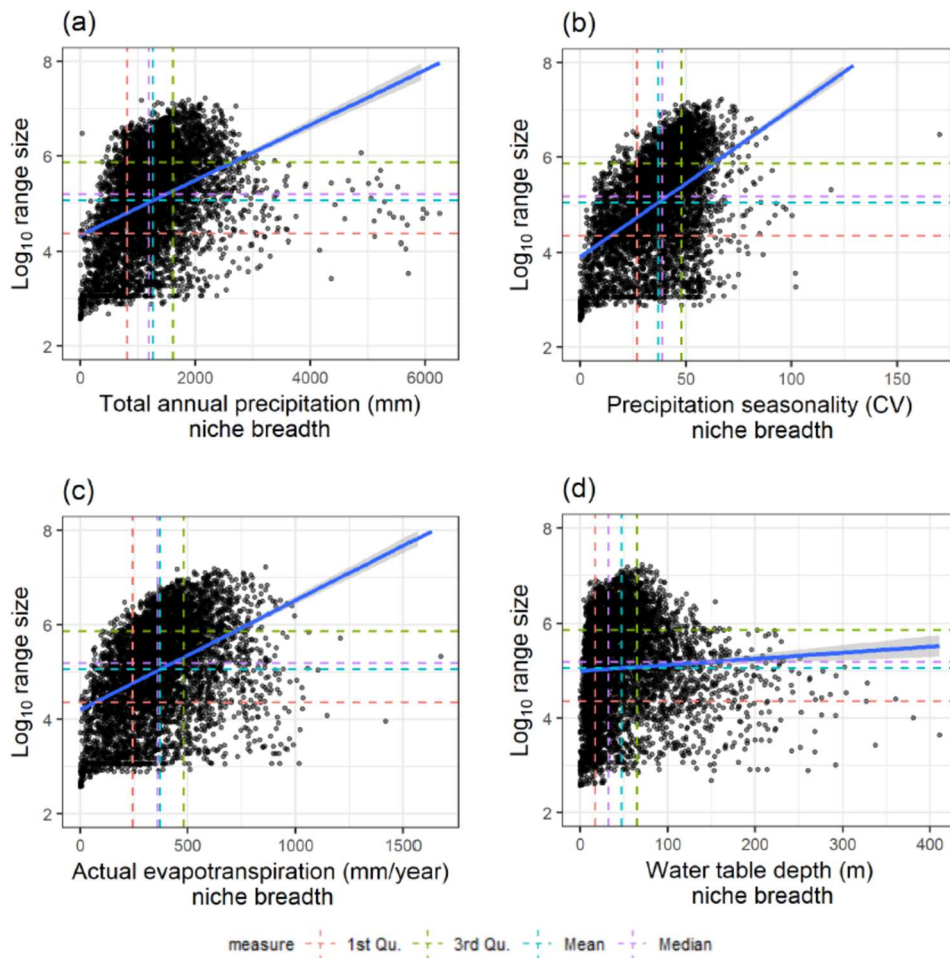 (a)
8
6
4
2
Log₁₀ range size
0 2000 4000 6000
Total annual precipitation (mm)
niche breadth
(b)
8
6
4
2
Log₁₀ range size
0 50 100 150
Precipitation seasonality (CV)
niche breadth
(c)
8
6
4
2
Log₁₀ range size
0 500 1000 1500
Actual evapotranspiration (mm/year)
niche breadth
(d)
8
6
4
2
Log₁₀ range size
0 100 200 300 400
Water table depth (m)
niche breadth
measure 1st Qu. 3rd Qu. Mean Median